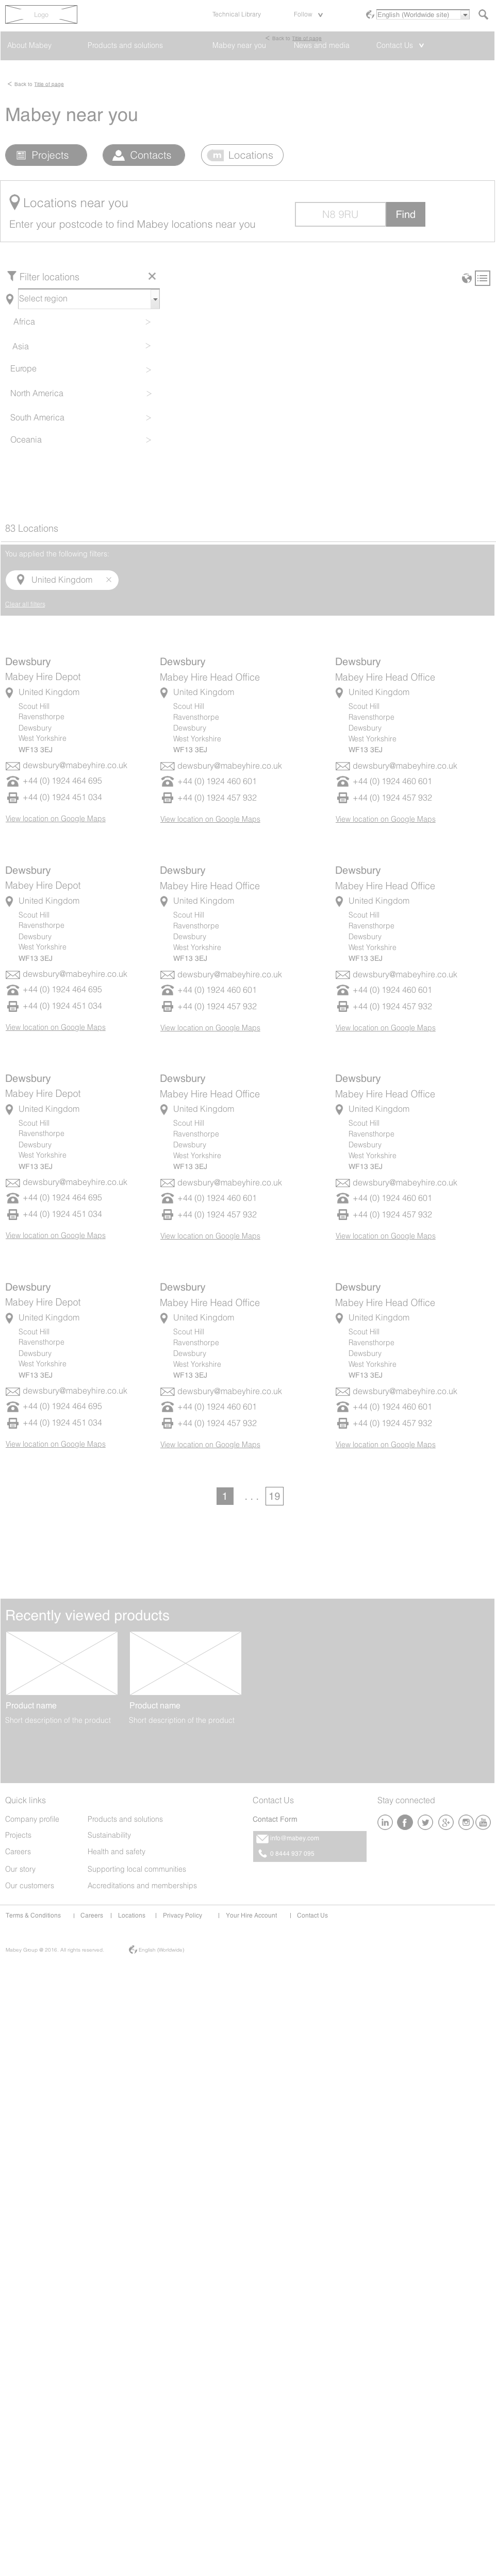 Logo
Technical Library Follow English (Worldwide site)
< Back to Title of page
About Mabey Products and solutions Mabey near you News and media Contact Us
< Back to Title of page
Mabey near you
Projects Contacts Locations
Locations near you
Enter your postcode to find Mabey locations near you
N8 9RU Find
Filter locations
Select region
Africa >
Asia >
Europe >
North America >
South America >
Oceania >
83 Locations
You applied the following filters:
United Kingdom ×
Clear all filters
Dewsbury Dewsbury Dewsbury
Mabey Hire Depot Mabey Hire Head Office Mabey Hire Head Office
United Kingdom United Kingdom United Kingdom
Scout Hill Scout Hill Scout Hill
Ravensthorpe Ravensthorpe Ravensthorpe
Dewsbury Dewsbury Dewsbury
West Yorkshire West Yorkshire West Yorkshire
WF13 3EJ WF13 3EJ WF13 3EJ
dewsbury@mabeyhire.co.uk dewsbury@mabeyhire.co.uk dewsbury@mabeyhire.co.uk
+44 (0) 1924 464 695 +44 (0) 1924 460 601 +44 (0) 1924 460 601
+44 (0) 1924 451 034 +44 (0) 1924 457 932 +44 (0) 1924 457 932
View location on Google Maps View location on Google Maps View location on Google Maps
Dewsbury Dewsbury Dewsbury
Mabey Hire Depot Mabey Hire Head Office Mabey Hire Head Office
United Kingdom United Kingdom United Kingdom
Scout Hill Scout Hill Scout Hill
Ravensthorpe Ravensthorpe Ravensthorpe
Dewsbury Dewsbury Dewsbury
West Yorkshire West Yorkshire West Yorkshire
WF13 3EJ WF13 3EJ WF13 3EJ
dewsbury@mabeyhire.co.uk dewsbury@mabeyhire.co.uk dewsbury@mabeyhire.co.uk
+44 (0) 1924 464 695 +44 (0) 1924 460 601 +44 (0) 1924 460 601
+44 (0) 1924 451 034 +44 (0) 1924 457 932 +44 (0) 1924 457 932
View location on Google Maps View location on Google Maps View location on Google Maps
Dewsbury Dewsbury Dewsbury
Mabey Hire Depot Mabey Hire Head Office Mabey Hire Head Office
United Kingdom United Kingdom United Kingdom
Scout Hill Scout Hill Scout Hill
Ravensthorpe Ravensthorpe Ravensthorpe
Dewsbury Dewsbury Dewsbury
West Yorkshire West Yorkshire West Yorkshire
WF13 3EJ WF13 3EJ WF13 3EJ
dewsbury@mabeyhire.co.uk dewsbury@mabeyhire.co.uk dewsbury@mabeyhire.co.uk
+44 (0) 1924 464 695 +44 (0) 1924 460 601 +44 (0) 1924 460 601
+44 (0) 1924 451 034 +44 (0) 1924 457 932 +44 (0) 1924 457 932
View location on Google Maps View location on Google Maps View location on Google Maps
Dewsbury Dewsbury Dewsbury
Mabey Hire Depot Mabey Hire Head Office Mabey Hire Head Office
United Kingdom United Kingdom United Kingdom
Scout Hill Scout Hill Scout Hill
Ravensthorpe Ravensthorpe Ravensthorpe
Dewsbury Dewsbury Dewsbury
West Yorkshire West Yorkshire West Yorkshire
WF13 3EJ WF13 3EJ WF13 3EJ
dewsbury@mabeyhire.co.uk dewsbury@mabeyhire.co.uk dewsbury@mabeyhire.co.uk
+44 (0) 1924 464 695 +44 (0) 1924 460 601 +44 (0) 1924 460 601
+44 (0) 1924 451 034 +44 (0) 1924 457 932 +44 (0) 1924 457 932
View location on Google Maps View location on Google Maps View location on Google Maps
1 . . . 19
Recently viewed products
Product name Product name
Short description of the product Short description of the product
Quick links Contact Us Stay connected
Company profile Products and solutions Contact Form
Projects Sustainability info@mabey.com
Careers Health and safety 0 8444 937 095
Our story Supporting local communities
Our customers Accreditations and memberships
Terms & Conditions | Careers | Locations | Privacy Policy | Your Hire Account | Contact Us
Mabey Group @ 2016. All rights reserved. English (Worldwide)